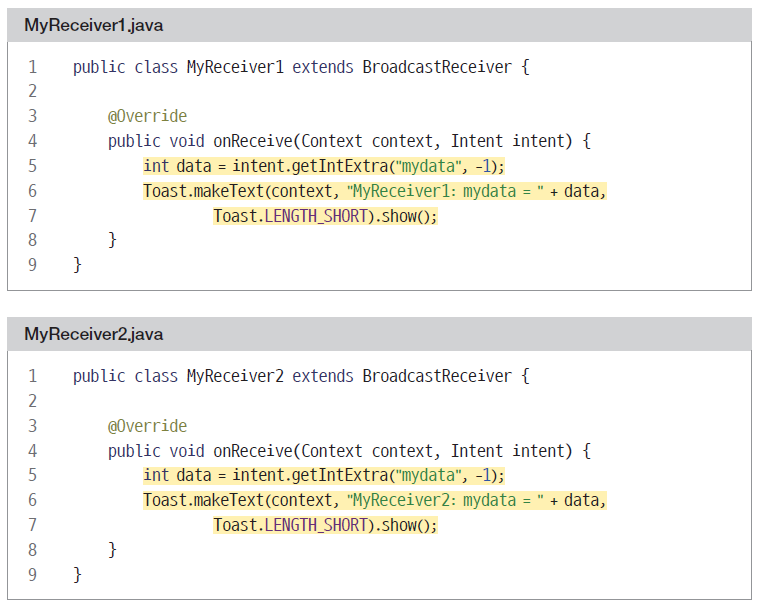 MyReceiver1.java
1 public class MyReceiver1 extends BroadcastReceiver {
2
3 @Override
4 public void onReceive(Context context, Intent intent) {
5 int data = intent.getIntExtra("mydata", -1);
6 Toast.makeText(context, "MyReceiver1: mydata = " + data,
7 Toast.LENGTH_SHORT).show();
8 }
9 }
MyReceiver2.java
1 public class MyReceiver2 extends BroadcastReceiver {
2
3 @Override
4 public void onReceive(Context context, Intent intent) {
5 int data = intent.getIntExtra("mydata", -1);
6 Toast.makeText(context, "MyReceiver2: mydata = " + data,
7 Toast.LENGTH_SHORT).show();
8 }
9 }